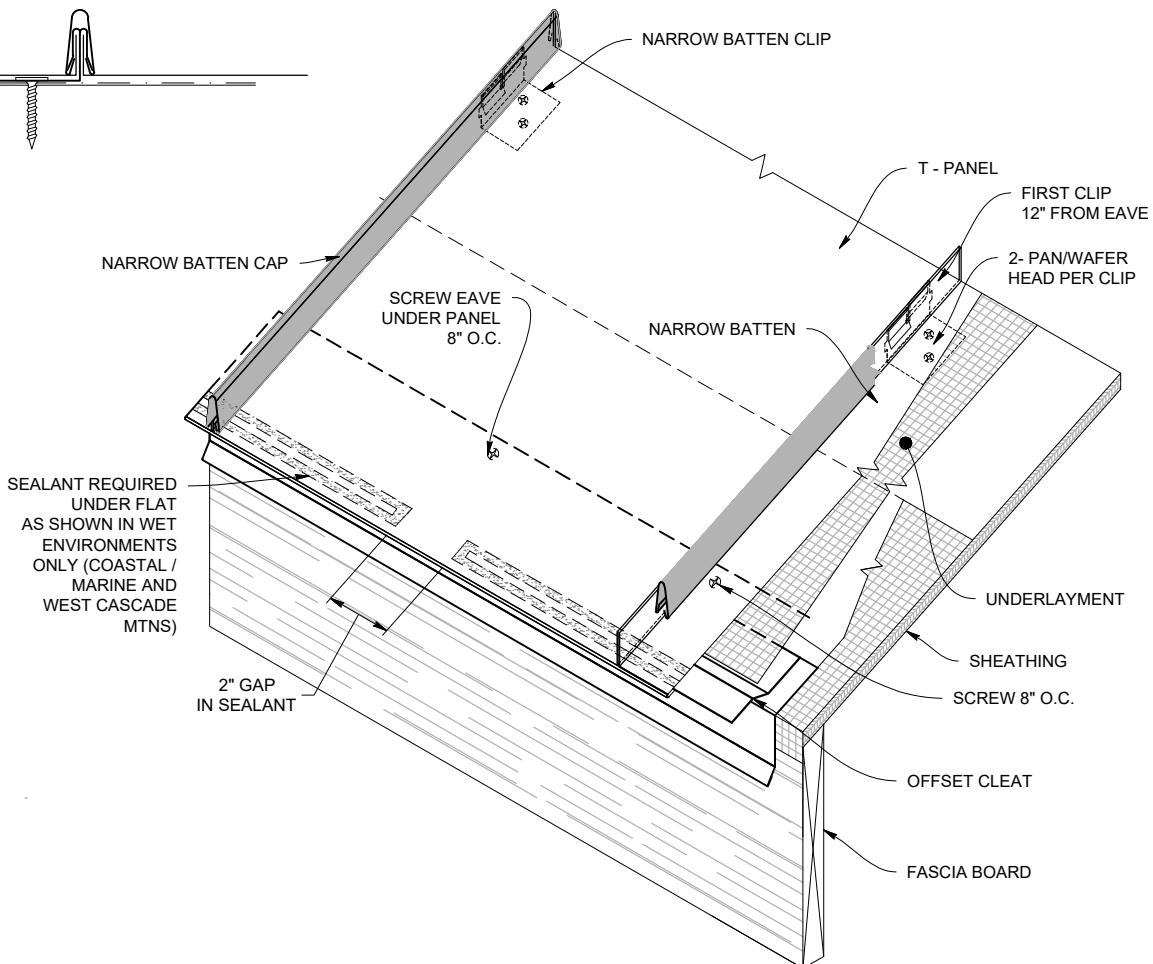 NARROW BATTEN CLIP
T - PANEL
FIRST CLIP
12" FROM EAVE
2- PAN/WAFER
HEAD PER CLIP
NARROW BATTEN CAP
SCREW EAVE
UNDER PANEL
8" O.C.
NARROW BATTEN
SEALANT REQUIRED
UNDER FLAT
AS SHOWN IN WET
ENVIRONMENTS
ONLY (COASTAL /
MARINE AND
WEST CASCADE
MTNS)
UNDERLAYMENT
SHEATHING
2" GAP
IN SEALANT
SCREW 8" O.C.
OFFSET CLEAT
FASCIA BOARD